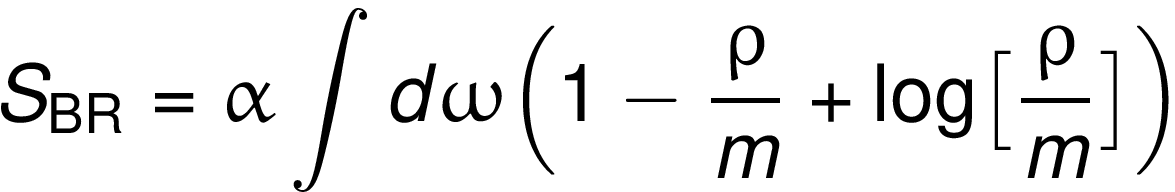 S_BR = α ∫ dω (1 − ρ/m + log[ρ/m])